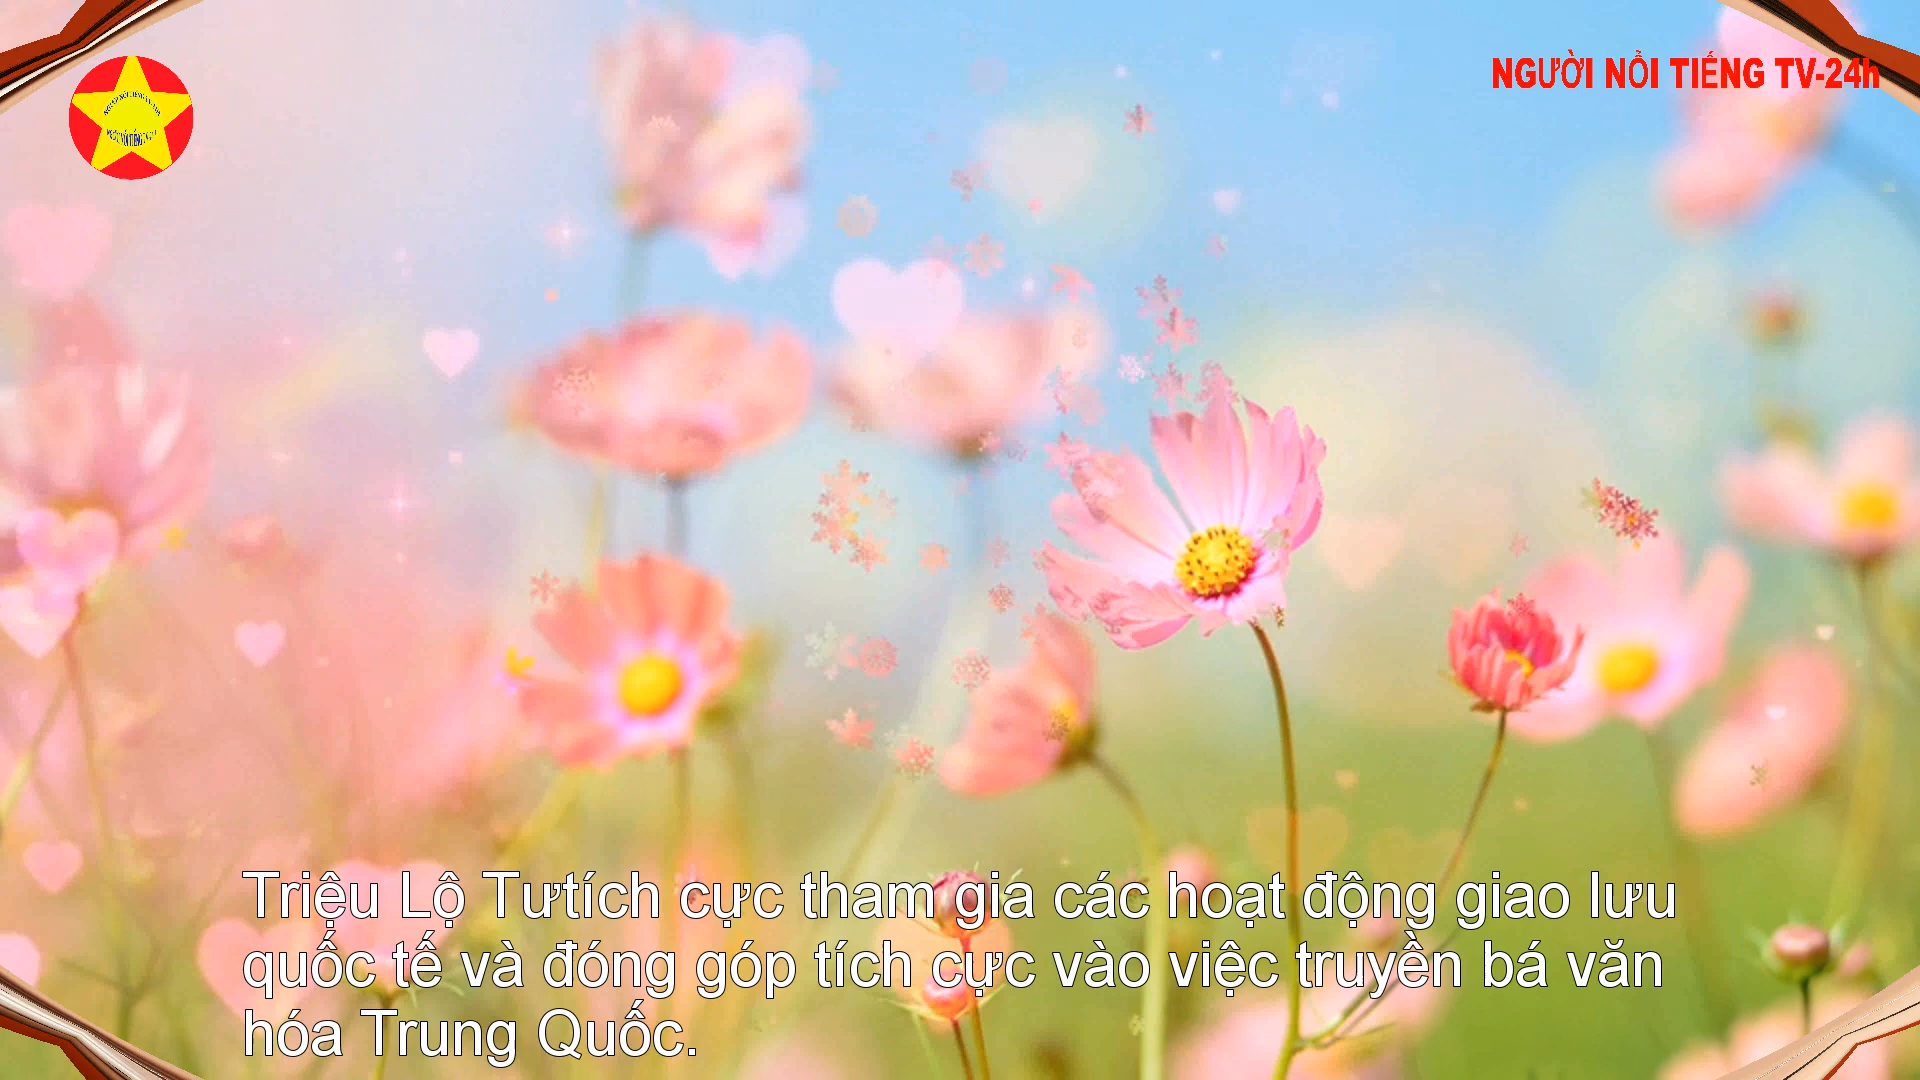 NGƯỜI NỔI TIẾNG TV-24h
Triệu Lộ Tưtích cực tham gia các hoạt động giao lưu
quốc tế và đóng góp tích cực vào việc truyền bá văn
hóa Trung Quốc.